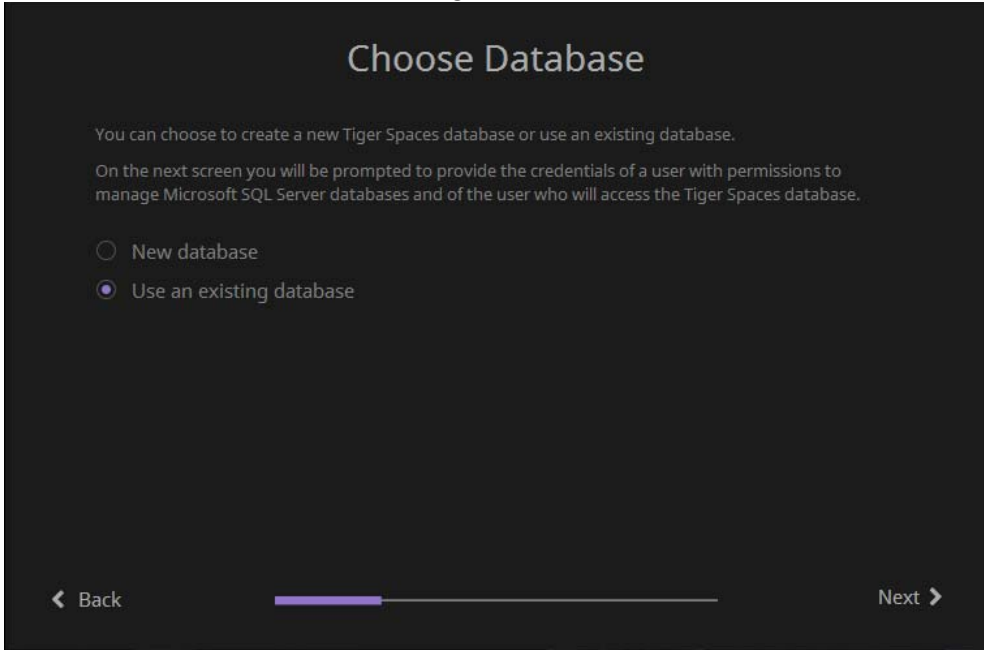 Choose Database
You can choose to create a new Tiger Spaces database or use an existing database.
On the next screen you will be prompted to provide the credentials of a user with permissions to
manage Microsoft SQL Server databases and of the user who will access the Tiger Spaces database.
New database
Use an existing database
Back
Next